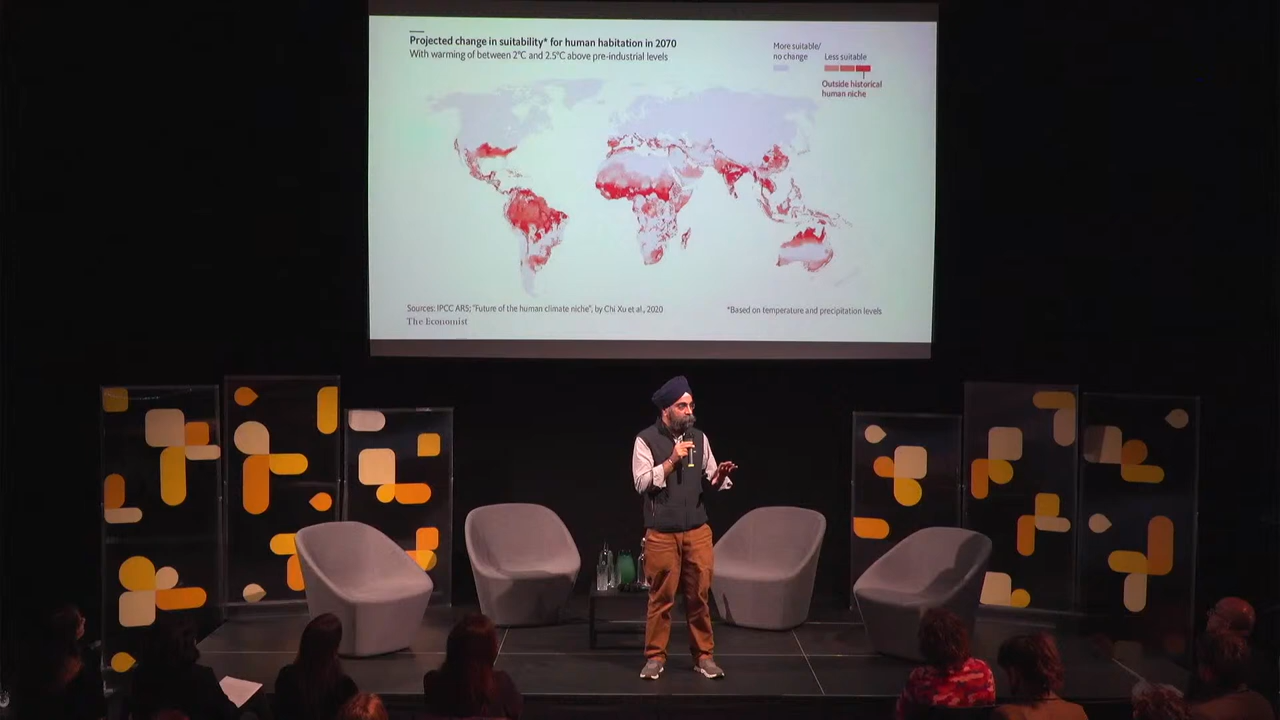 Projected change in suitability* for human habitation in 2070
With warming of between 2°C and 2.5°C above pre-industrial levels
More suitable/
no change
Less suitable
Outside historical
human niche
Sources: IPCC AR5; "Future of the human climate niche", by Chi Xu et al., 2020
*Based on temperature and precipitation levels
The Economist